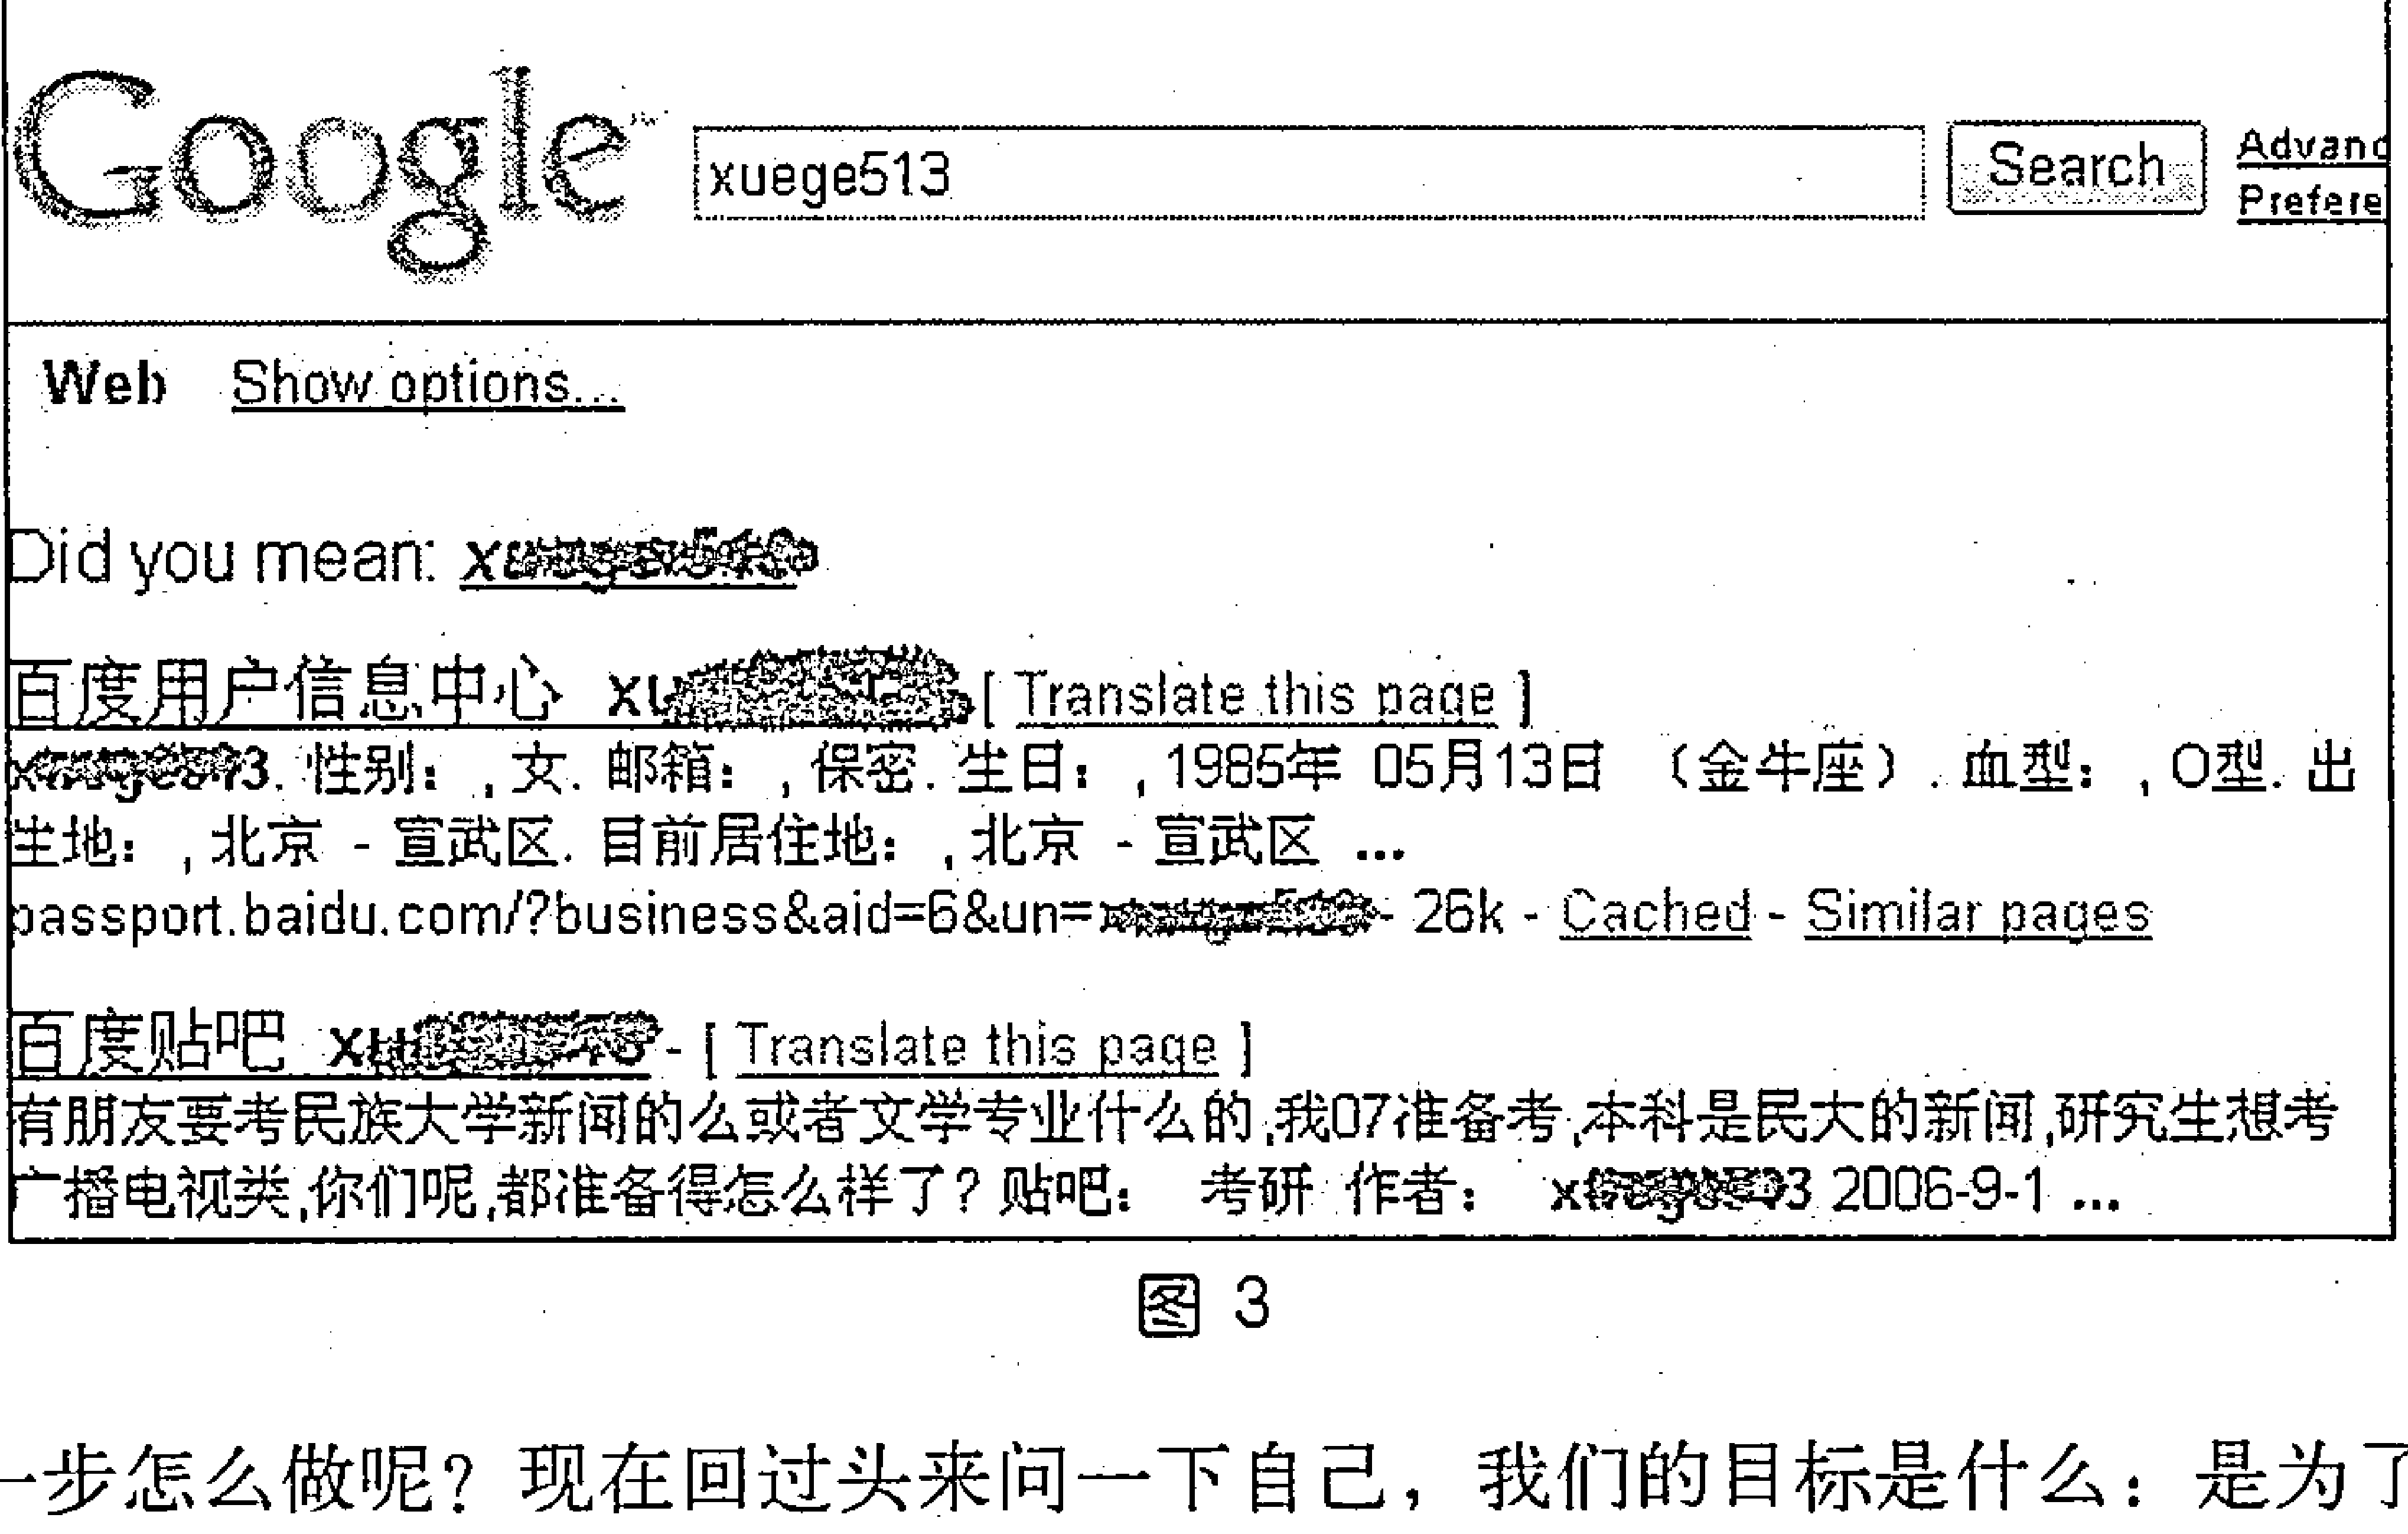 Google
xuege513
Search
Advanc
Prefere
Web Show options...
Did you mean:
百度用户信息中心 [ Translate this page ]
性别：, 女. 邮箱：, 保密. 生日：, 1985年 05月13日 （金牛座）. 血型：, O型. 出
生地：, 北京 - 宣武区. 目前居住地：, 北京 - 宣武区 ...
passport.baidu.com/?business&aid=6&un= - 26k - Cached - Similar pages
百度贴吧 - [ Translate this page ]
有朋友要考民族大学新闻的么或者文学专业什么的,我07准备考,本科是民大的新闻,研究生想考
广播电视类,你们呢,都准备得怎么样了? 贴吧： 考研 作者： 2006-9-1 ...
图 3
一步怎么做呢？现在回过头来问一下自己，我们的目标是什么：是为了